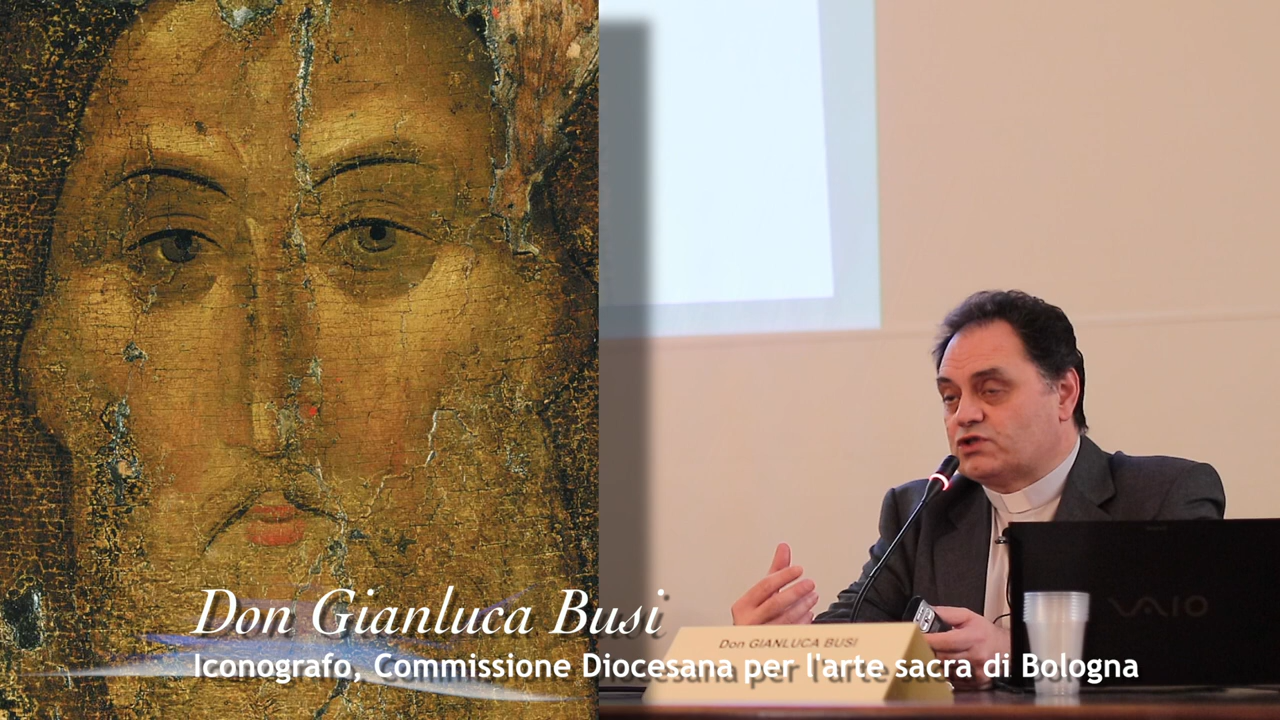 Don Gianluca Busi
Iconografo, Commissione Diocesana per l'arte sacra di Bologna
Don GIANLUCA BUSI
VAIO